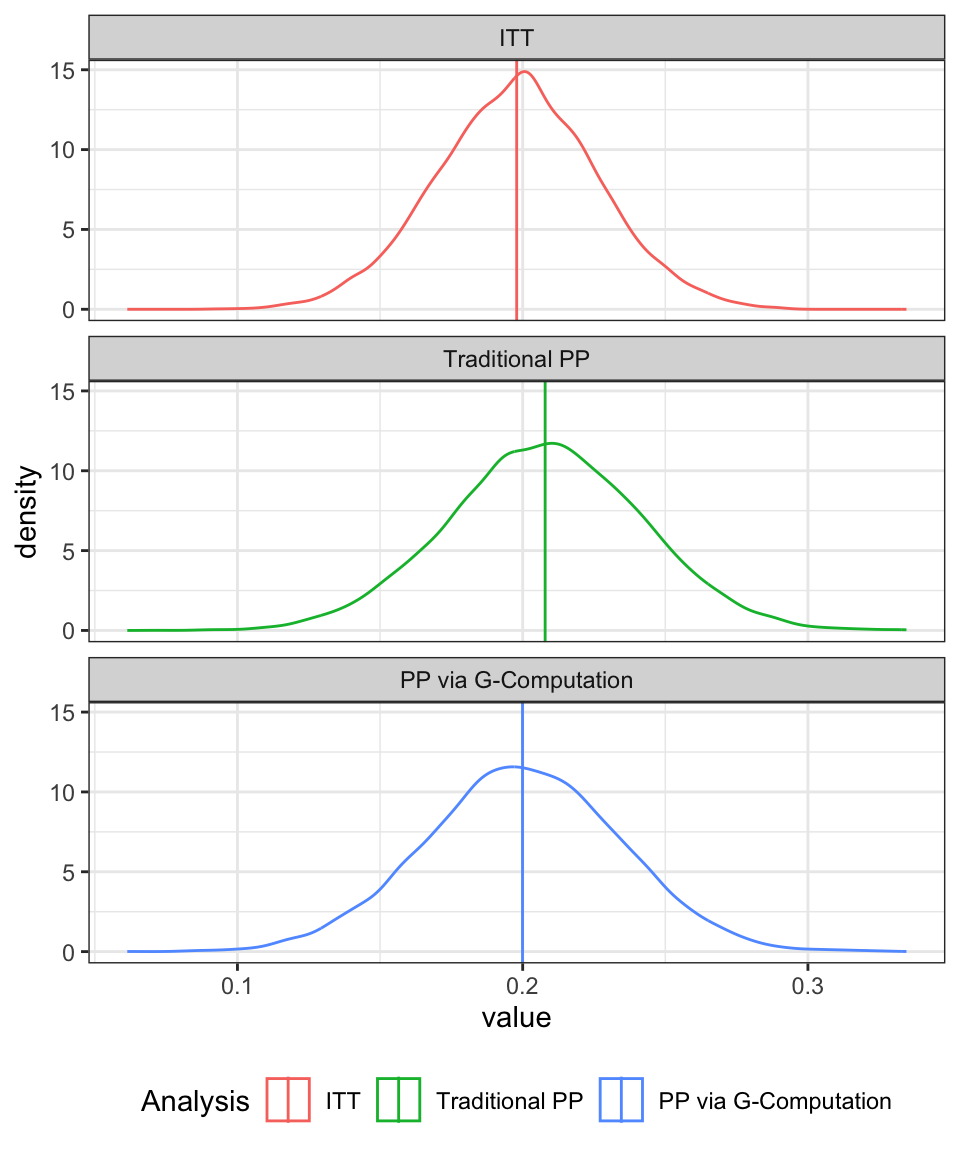 ITT
15
10
5
0
Traditional PP
15
10
5
0
density
PP via G-Computation
15
10
5
0
0.1 0.2 0.3
value
Analysis ITT Traditional PP PP via G-Computation